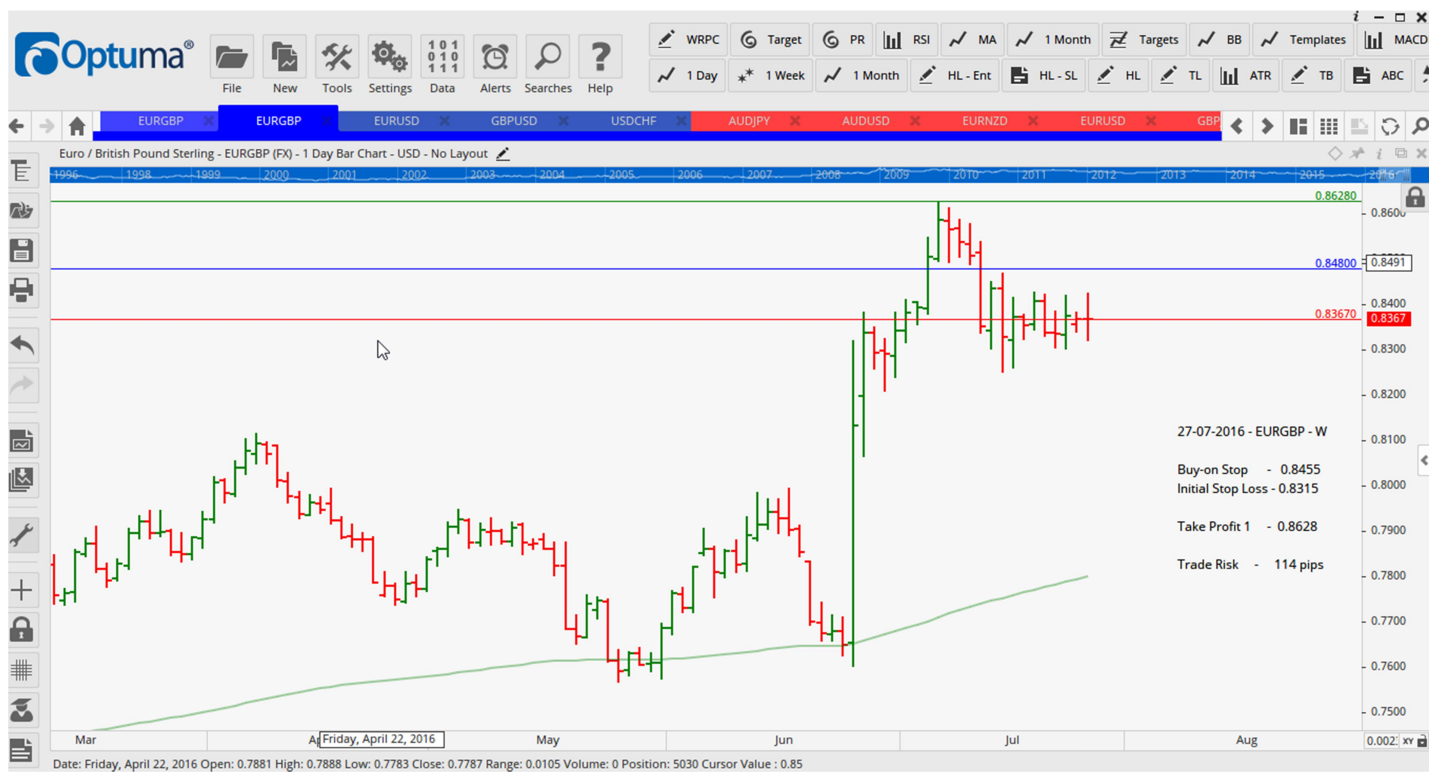 Optuma®
File New Tools Settings Data Alerts Searches Help
WRPC Target PR RSI MA 1 Month Targets BB Templates MACD
1 Day 1 Week 1 Month HL - Ent HL - SL HL TL ATR TB ABC
EURGBP EURGBP EURUSD GBPUSD USDCHF AUDJPY AUDUSD EURNZD EURUSD GBP
Euro / British Pound Sterling - EURGBP (FX) - 1 Day Bar Chart - USD - No Layout
1996 1998 1999 2000 2001 2002 2003 2004 2005 2006 2007 2008 2009 2010 2011 2012 2013 2014 2015 2016
0.86280
0.8600
0.84800 0.8491
0.8400
0.83670 0.8367
0.8300
0.8200
27-07-2016 - EURGBP - W
0.8100
Buy-on Stop - 0.8455
0.8000
Initial Stop Loss - 0.8315
Take Profit 1 - 0.8628
0.7900
Trade Risk - 114 pips
0.7800
0.7700
0.7600
0.7500
Mar Friday, April 22, 2016 May Jun Jul Aug XY
Date: Friday, April 22, 2016 Open: 0.7881 High: 0.7888 Low: 0.7783 Close: 0.7787 Range: 0.0105 Volume: 0 Position: 5030 Cursor Value : 0.85